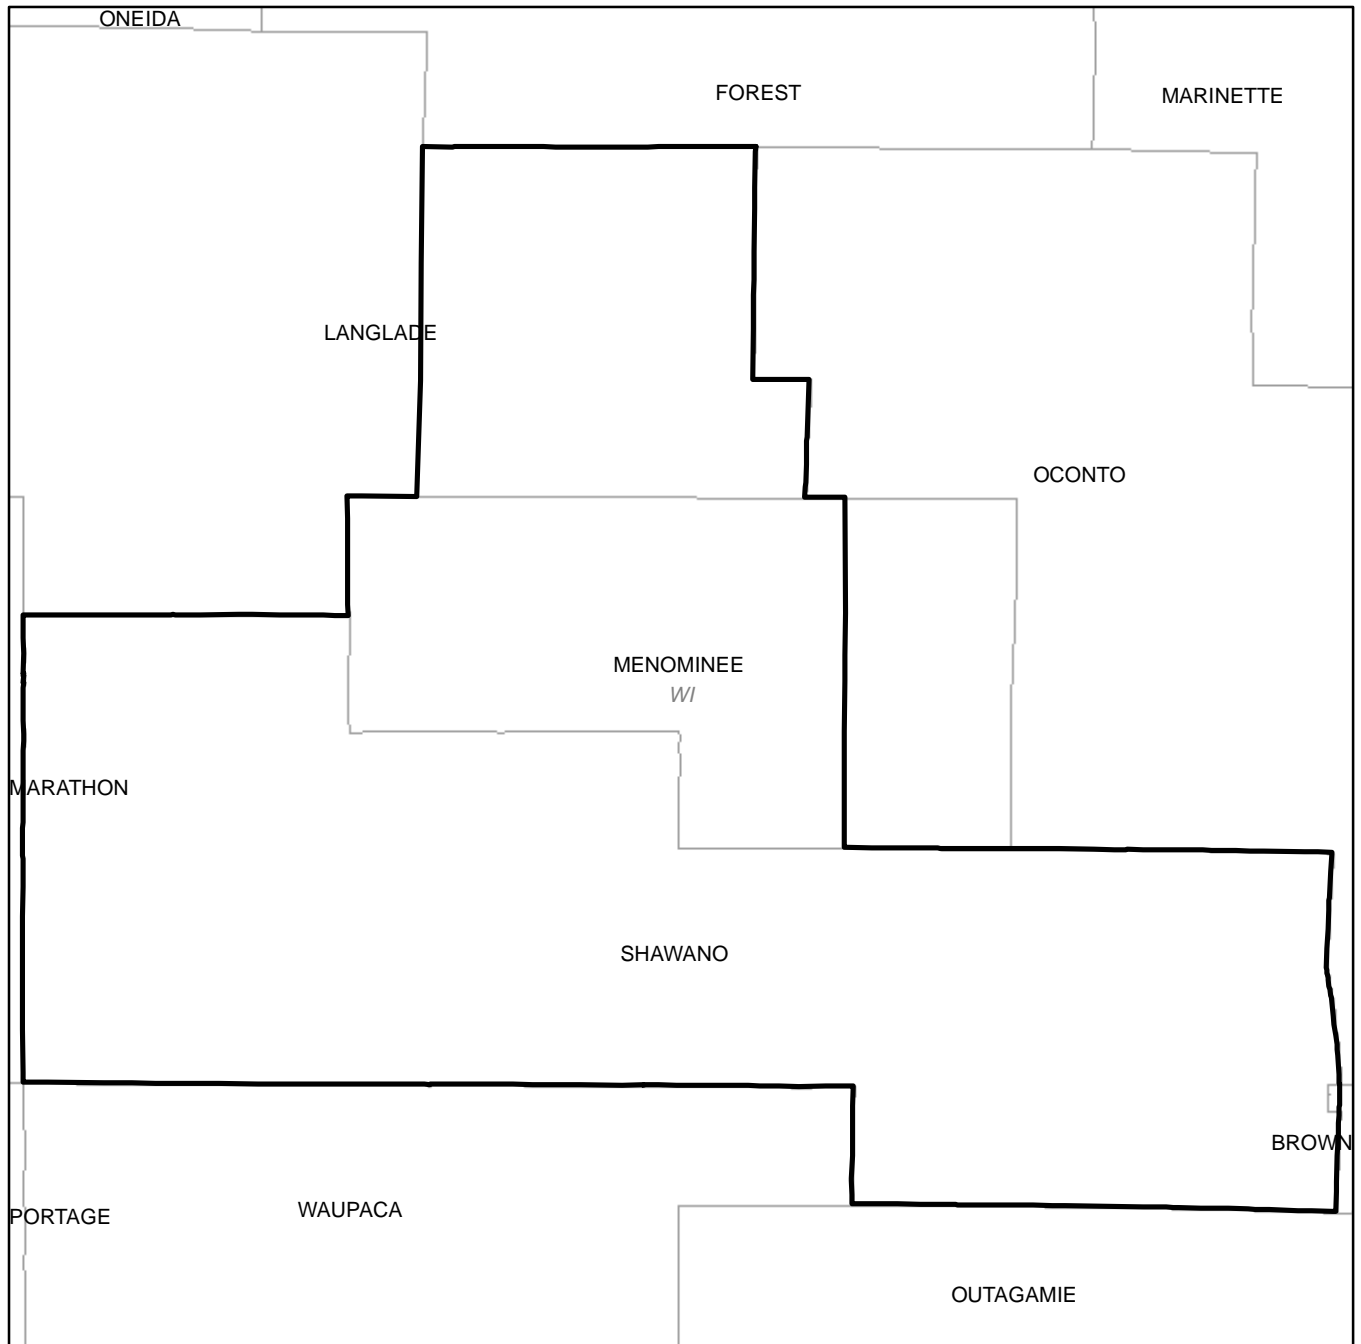 ONEIDA
FOREST
MARINETTE
LANGLADE
OCONTO
MENOMINEE
WI
MARATHON
SHAWANO
BROWN
WAUPACA
PORTAGE
OUTAGAMIE